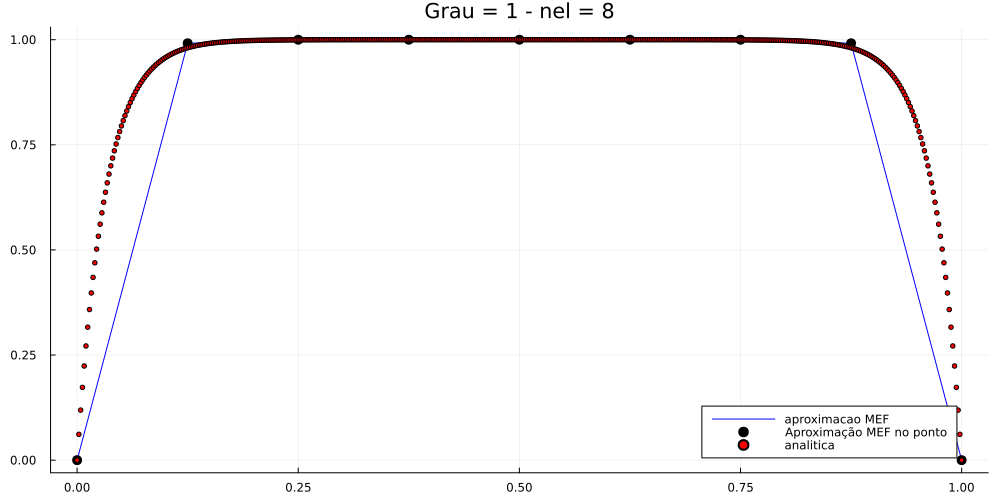 Grau = 1 - nel = 8
1.00
0.75
0.50
0.25
0.00
0.00 0.25 0.50 0.75 1.00
aproximacao MEF
Aproximação MEF no ponto
analitica